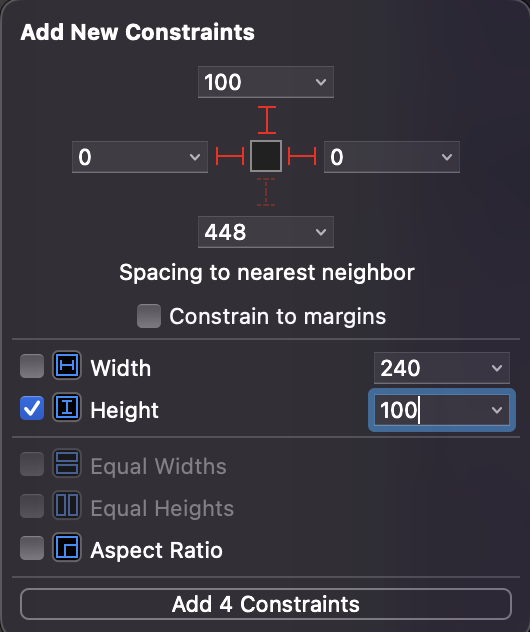 Add New Constraints
100
0
0
448
Spacing to nearest neighbor
Constrain to margins
Width 240
Height 100
Equal Widths
Equal Heights
Aspect Ratio
Add 4 Constraints